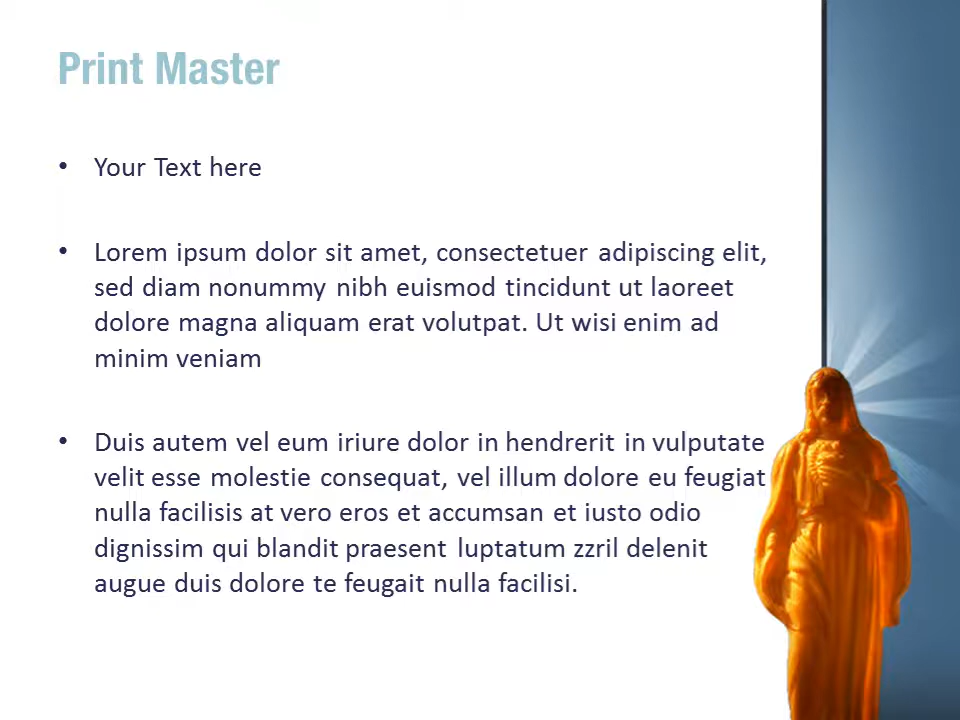 Print Master
• Your Text here
• Lorem ipsum dolor sit amet, consectetuer adipiscing elit,
sed diam nonummy nibh euismod tincidunt ut laoreet
dolore magna aliquam erat volutpat. Ut wisi enim ad
minim veniam
• Duis autem vel eum iriure dolor in hendrerit in vulputate
velit esse molestie consequat, vel illum dolore eu feugiat
nulla facilisis at vero eros et accumsan et iusto odio
dignissim qui blandit praesent luptatum zzril delenit
augue duis dolore te feugait nulla facilisi.